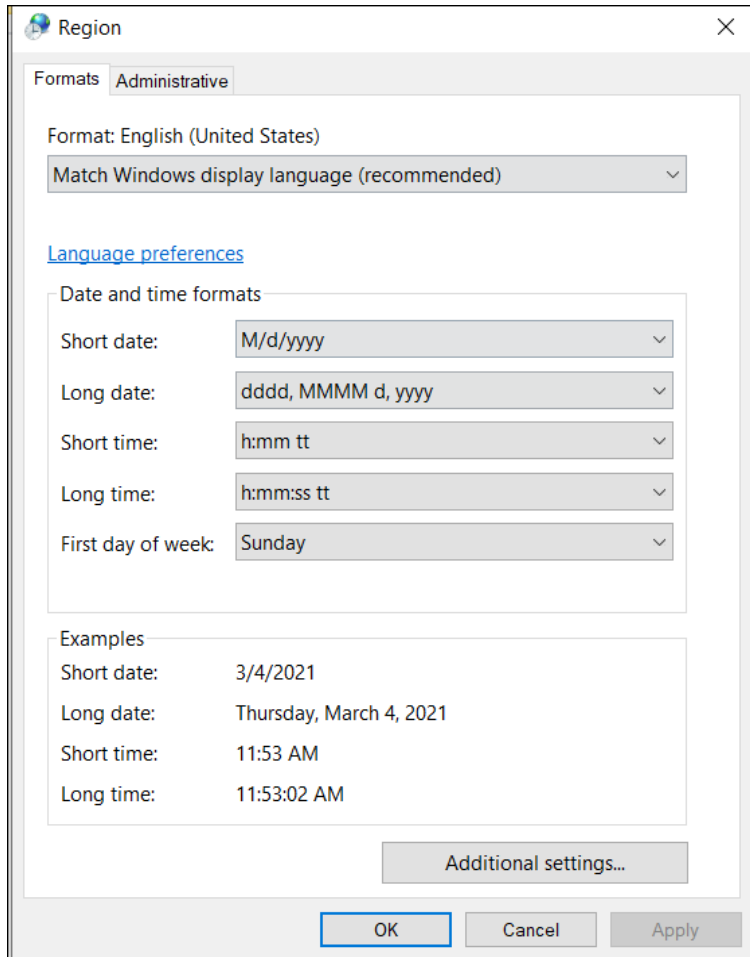 Region
Formats Administrative
Format: English (United States)
Match Windows display language (recommended)
Language preferences
Date and time formats
Short date: M/d/yyyy
Long date: dddd, MMMM d, yyyy
Short time: h:mm tt
Long time: h:mm:ss tt
First day of week: Sunday
Examples
Short date: 3/4/2021
Long date: Thursday, March 4, 2021
Short time: 11:53 AM
Long time: 11:53:02 AM
Additional settings...
OK Cancel Apply